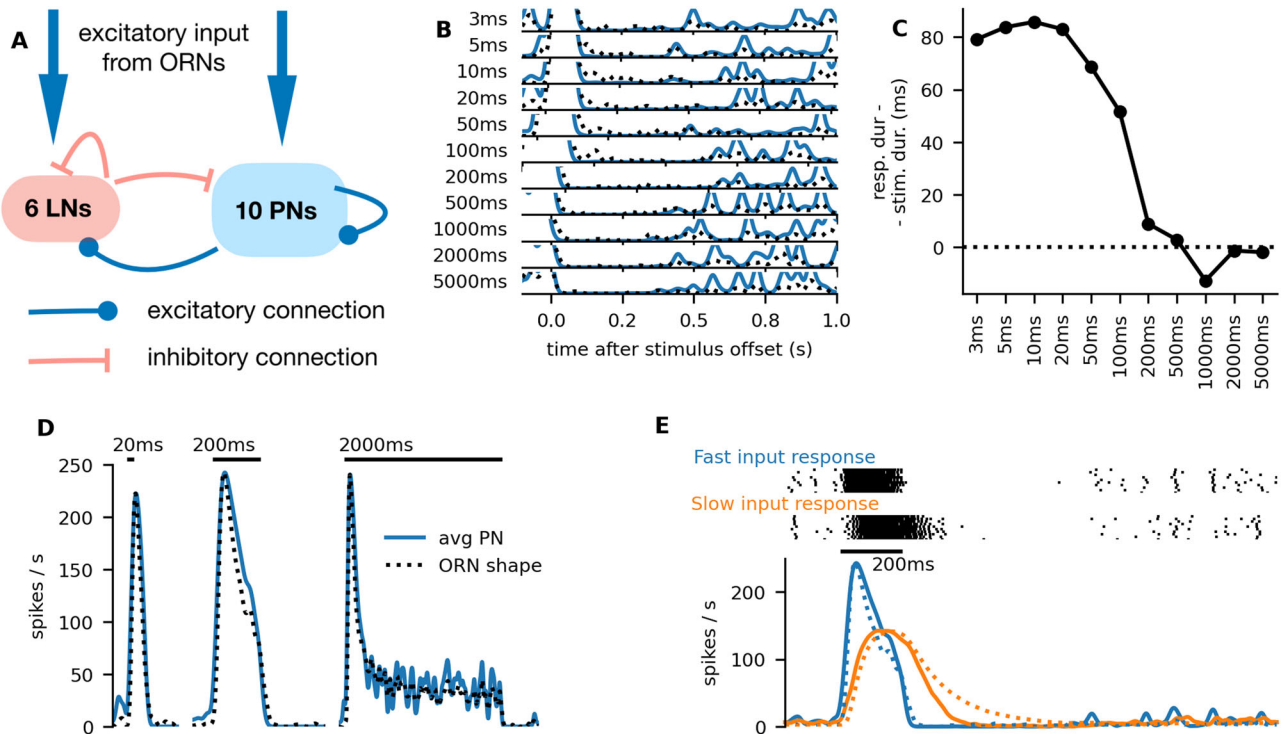 A
excitatory input
from ORNs
6 LNs
10 PNs
excitatory connection
inhibitory connection
B
3ms
5ms
10ms
20ms
50ms
100ms
200ms
500ms
1000ms
2000ms
5000ms
0.0 0.2 0.5 0.8 1.0
time after stimulus offset (s)
C
resp. dur -
- stim. dur. (ms)
80
60
40
20
0
3ms 5ms 10ms 20ms 50ms 100ms 200ms 500ms 1000ms 2000ms 5000ms
D
20ms 200ms 2000ms
spikes / s
250
200
150
100
50
0
avg PN
ORN shape
E
Fast input response
Slow input response
200ms
spikes / s
200
100
0